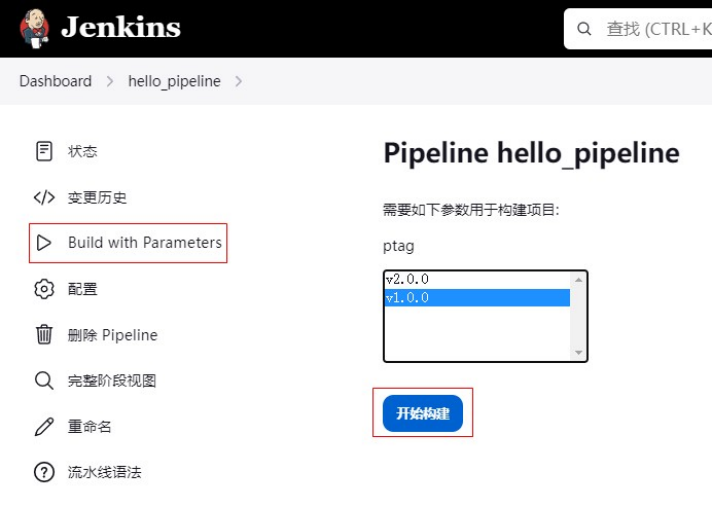 Jenkins
查找 (CTRL+K
Dashboard > hello_pipeline >
状态
变更历史
Build with Parameters
配置
删除 Pipeline
完整阶段视图
重命名
流水线语法
Pipeline hello_pipeline
需要如下参数用于构建项目:
ptag
v2.0.0
v1.0.0
开始构建